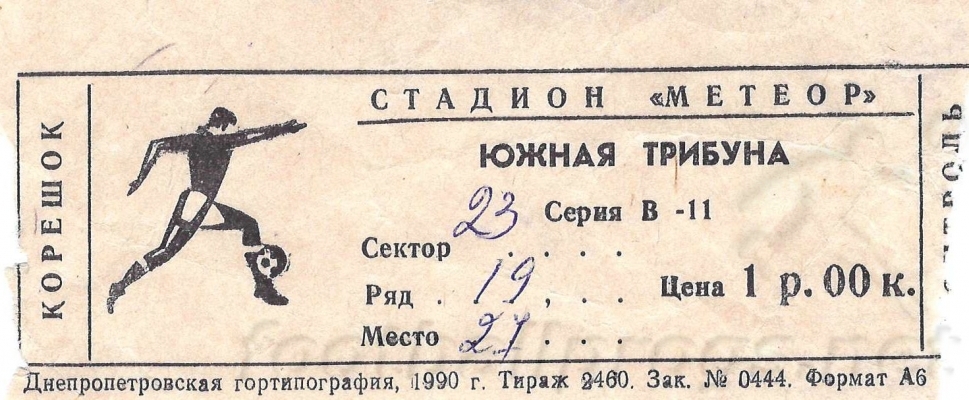 КОРЕШОК
СТАДИОН «МЕТЕОР»
ЮЖНАЯ ТРИБУНА
Серия В -11
Сектор 23 . . . .
Ряд . 19, . . .
Цена 1 р. 00 к.
Место 27 . . .
Днепропетровская гортипография, 1990 г. Тираж 2460. Зак. № 0444. Формат А6